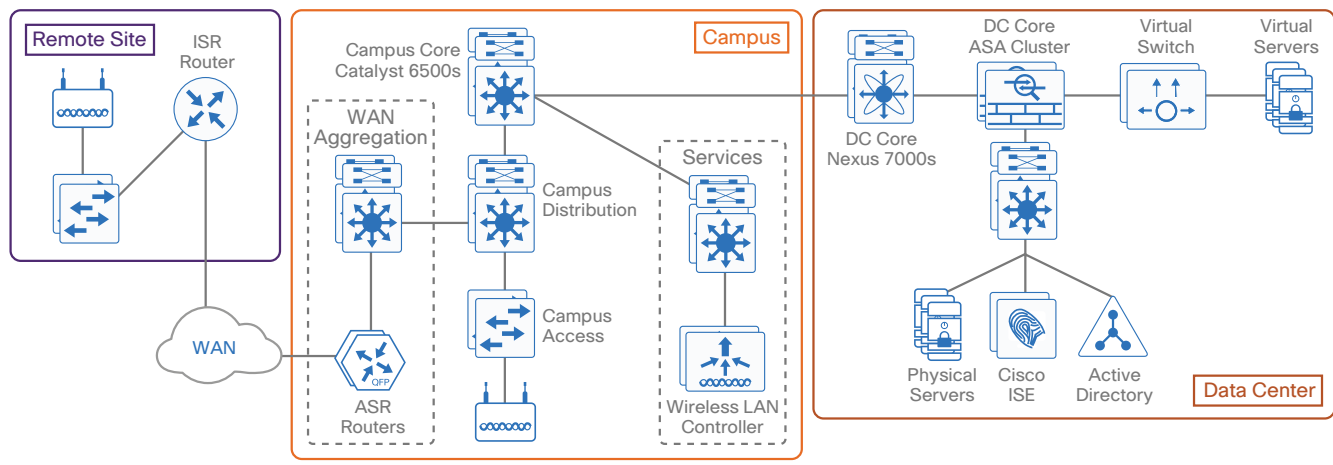 Remote Site
ISR
Router
WAN
Campus
Campus Core
Catalyst 6500s
WAN
Aggregation
Campus
Distribution
Campus
Access
QFP
ASR
Routers
Services
Wireless LAN
Controller
DC Core
Nexus 7000s
DC Core
ASA Cluster
Virtual
Switch
Virtual
Servers
Physical
Servers
Cisco
ISE
Active
Directory
Data Center